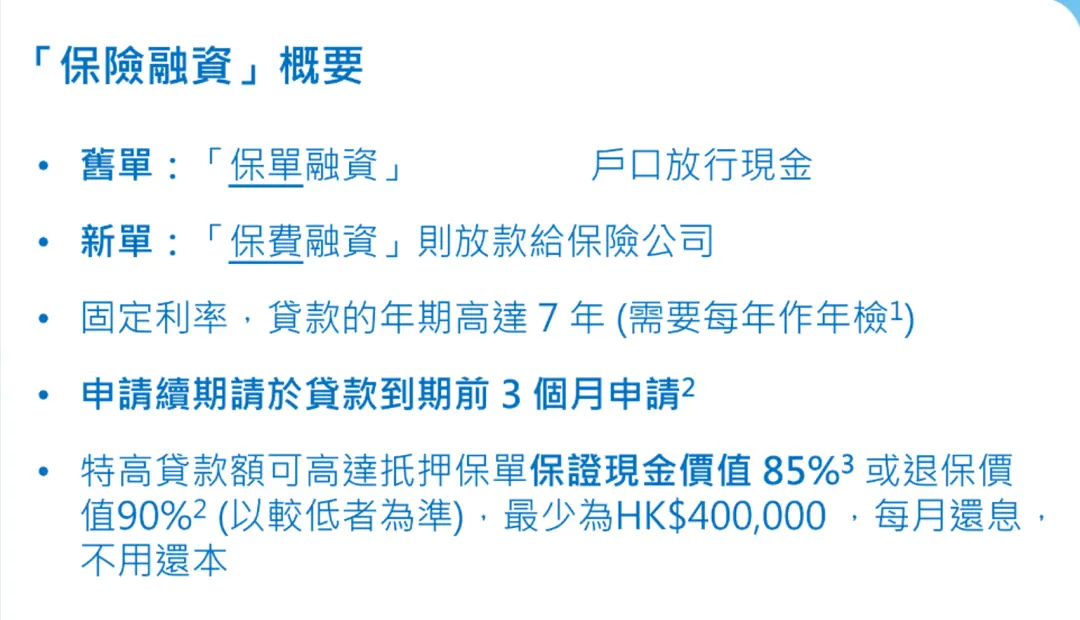 「保險融資」概要
• 舊單：「保單融資」 戶口放行現金
• 新單：「保費融資」則放款給保險公司
• 固定利率，貸款的年期高達 7 年 (需要每年作年檢¹)
• 申請續期請於貸款到期前 3 個月申請²
• 特高貸款額可高達抵押保單保證現金價值 85%³ 或退保價
值90%² (以較低者為準)，最少為HK$400,000 ，每月還息，
不用還本